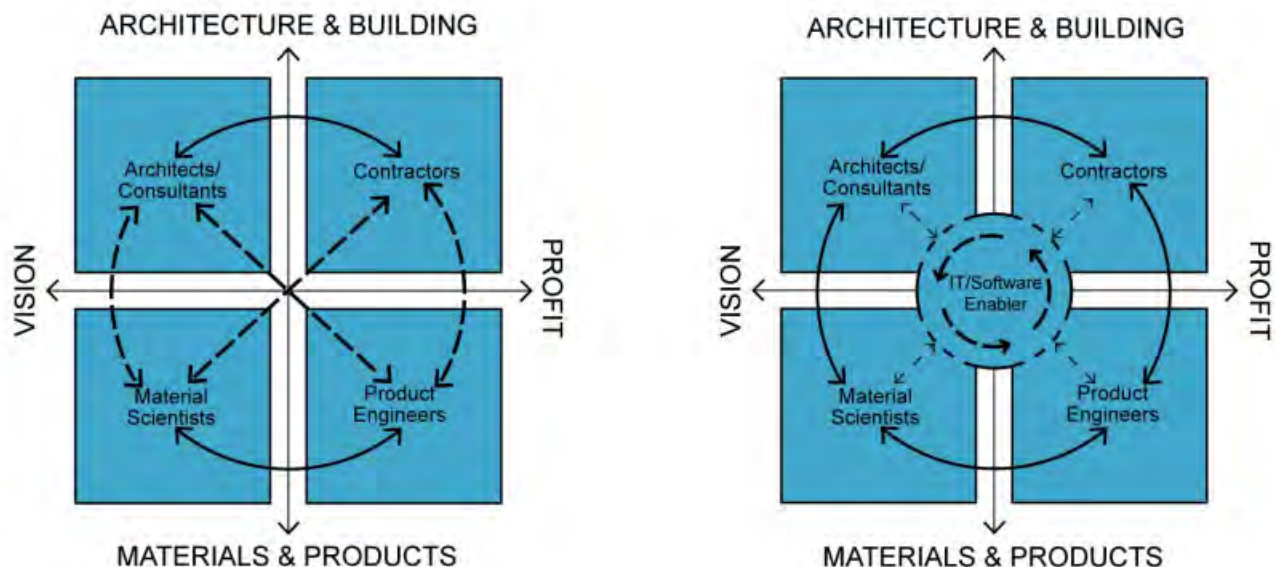 ARCHITECTURE & BUILDING
Architects/
Consultants
Contractors
VISION
PROFIT
Material
Scientists
Product
Engineers
MATERIALS & PRODUCTS
ARCHITECTURE & BUILDING
Architects/
Consultants
Contractors
VISION
IT/Software
Enabler
PROFIT
Material
Scientists
Product
Engineers
MATERIALS & PRODUCTS